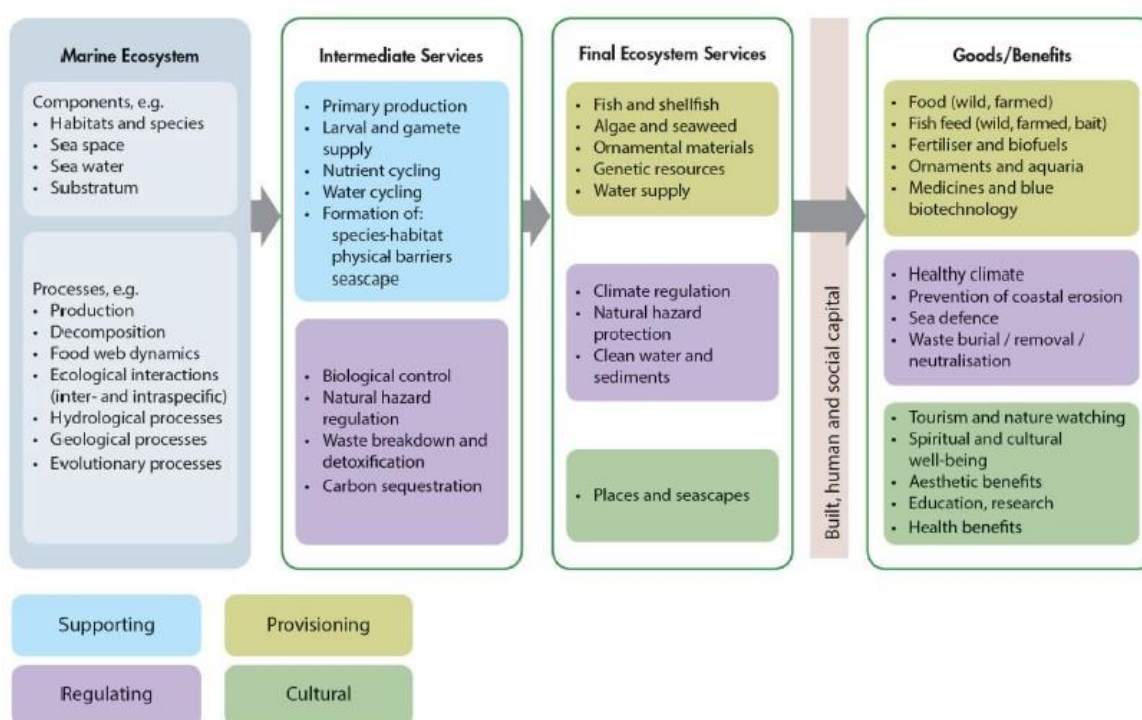 Marine Ecosystem
Components, e.g.
• Habitats and species
• Sea space
• Sea water
• Substratum
Processes, e.g.
• Production
• Decomposition
• Food web dynamics
• Ecological interactions
(inter- and intraspecific)
• Hydrological processes
• Geological processes
• Evolutionary processes
Intermediate Services
• Primary production
• Larval and gamete
supply
• Nutrient cycling
• Water cycling
• Formation of:
species-habitat
physical barriers
seascape
• Biological control
• Natural hazard
regulation
• Waste breakdown and
detoxification
• Carbon sequestration
Final Ecosystem Services
• Fish and shellfish
• Algae and seaweed
• Ornamental materials
• Genetic resources
• Water supply
• Climate regulation
• Natural hazard
protection
• Clean water and
sediments
• Places and seascapes
Built, human and social capital
Goods/Benefits
• Food (wild, farmed)
• Fish feed (wild, farmed, bait)
• Fertiliser and biofuels
• Ornaments and aquaria
• Medicines and blue
biotechnology
• Healthy climate
• Prevention of coastal erosion
• Sea defence
• Waste burial / removal /
neutralisation
• Tourism and nature watching
• Spiritual and cultural
well-being
• Aesthetic benefits
• Education, research
• Health benefits
Supporting
Provisioning
Regulating
Cultural